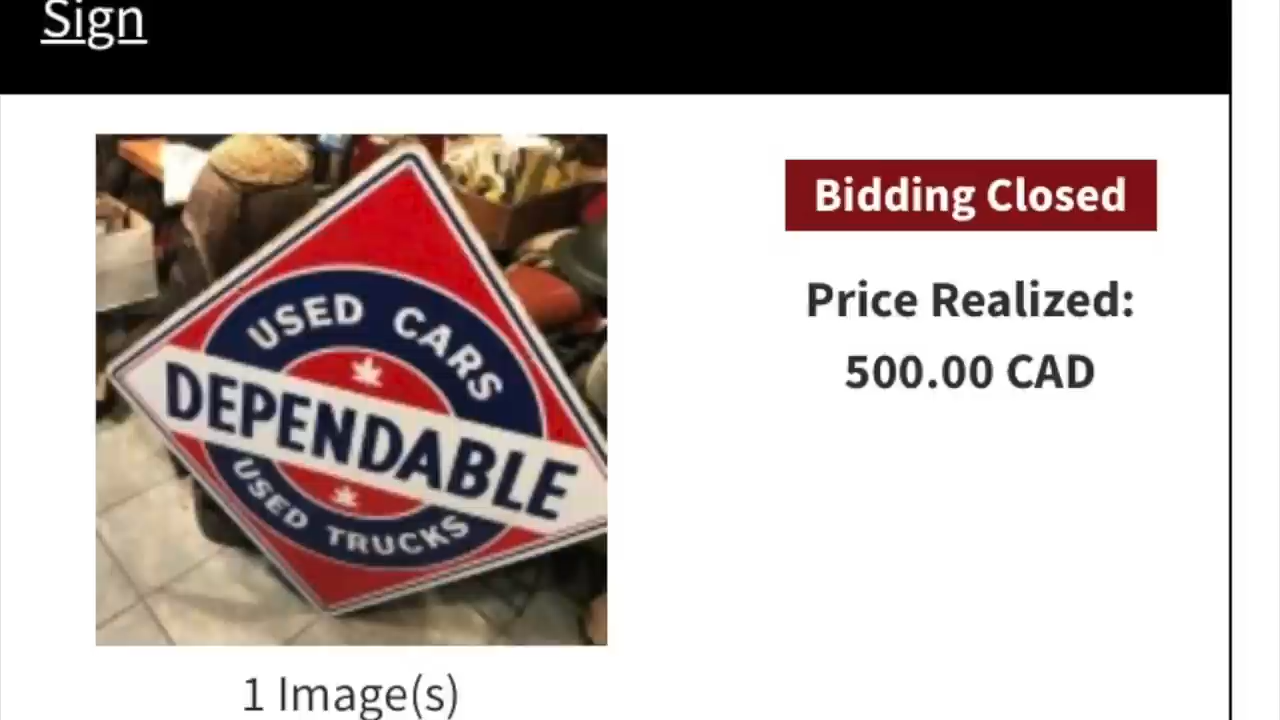 Sign
USED CARS
DEPENDABLE
USED TRUCKS
1 Image(s)
Bidding Closed
Price Realized:
500.00 CAD